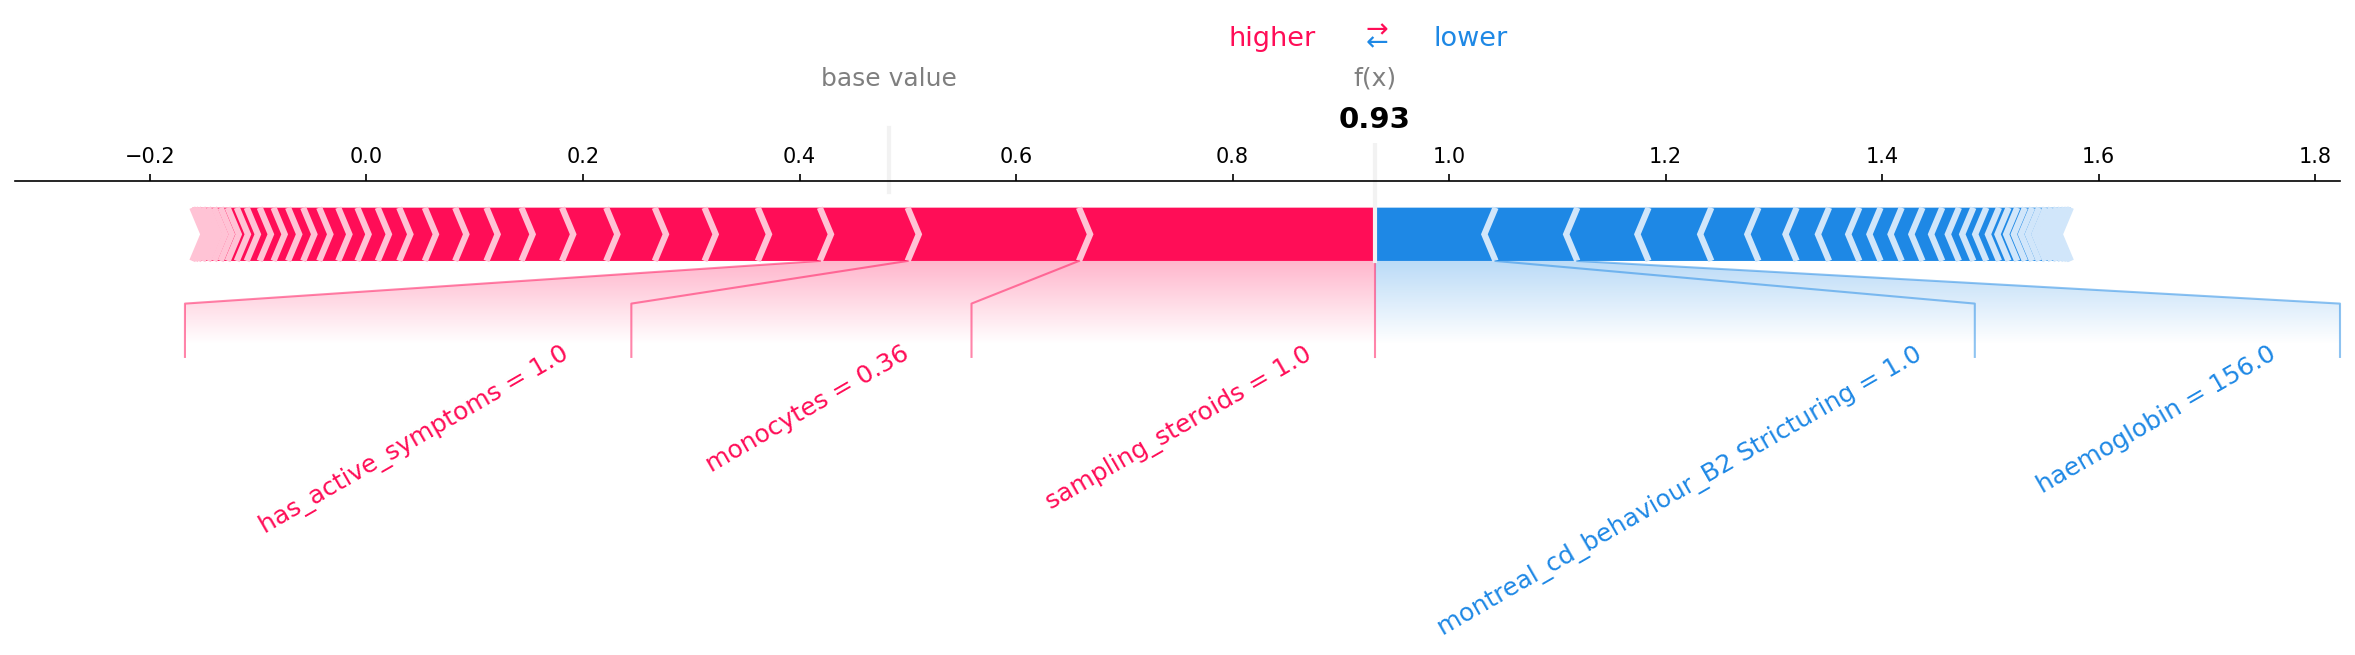 higher ⇄ lower
base value f(x)
0.93
−0.2 0.0 0.2 0.4 0.6 0.8 1.0 1.2 1.4 1.6 1.8
has_active_symptoms = 1.0
monocytes = 0.36
sampling_steroids = 1.0
montreal_cd_behaviour_B2 Stricturing = 1.0
haemoglobin = 156.0